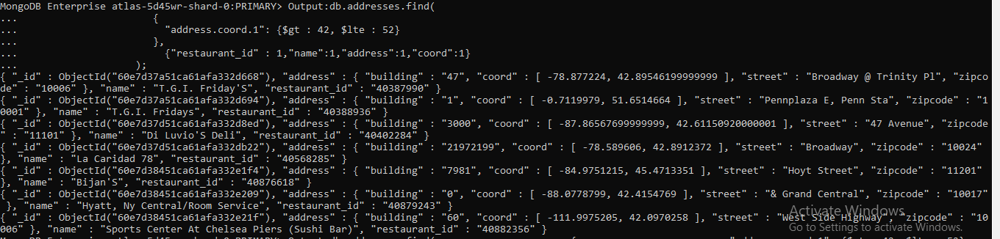 MongoDB Enterprise atlas-5d45wr-shard-0:PRIMARY> Output:db.addresses.find(
... {
... "address.coord.1": {$gt : 42, $lte : 52}
... },
... {"restaurant_id" : 1,"name":1,"address":1,"coord":1}
... );
{ "_id" : ObjectId("60e7d37a51ca61afa332d668"), "address" : { "building" : "47", "coord" : [ -78.877224, 42.89546199999999 ], "street" : "Broadway @ Trinity Pl", "zipco
de" : "10006" }, "name" : "T.G.I. Friday'S", "restaurant_id" : "40387990" }
{ "_id" : ObjectId("60e7d37a51ca61afa332d694"), "address" : { "building" : "1", "coord" : [ -0.7119979, 51.6514664 ], "street" : "Pennplaza E, Penn Sta", "zipcode" : "1
0001" }, "name" : "T.G.I. Fridays", "restaurant_id" : "40388936" }
{ "_id" : ObjectId("60e7d37d51ca61afa332d8ed"), "address" : { "building" : "3000", "coord" : [ -87.86567699999999, 42.61150920000001 ], "street" : "47 Avenue", "zipcode
" : "11101" }, "name" : "Di Luvio'S Deli", "restaurant_id" : "40402284" }
{ "_id" : ObjectId("60e7d37d51ca61afa332db22"), "address" : { "building" : "21972199", "coord" : [ -78.589606, 42.8912372 ], "street" : "Broadway", "zipcode" : "10024"
}, "name" : "La Caridad 78", "restaurant_id" : "40568285" }
{ "_id" : ObjectId("60e7d38451ca61afa332e1f4"), "address" : { "building" : "7981", "coord" : [ -84.9751215, 45.4713351 ], "street" : "Hoyt Street", "zipcode" : "11201"
}, "name" : "Bijan'S", "restaurant_id" : "40876618" }
{ "_id" : ObjectId("60e7d38451ca61afa332e209"), "address" : { "building" : "0", "coord" : [ -88.0778799, 42.4154769 ], "street" : "& Grand Central", "zipcode" : "10017"
}, "name" : "Hyatt, Ny Central/Room Service", "restaurant_id" : "40879243" }
{ "_id" : ObjectId("60e7d38451ca61afa332e21f"), "address" : { "building" : "60", "coord" : [ -111.9975205, 42.0970258 ], "street" : "West Side Highway", "zipcode" : "10
006" }, "name" : "Sports Center At Chelsea Piers (Sushi Bar)", "restaurant_id" : "40882356" }
Activate Windows
Go to Settings to activate Windows.